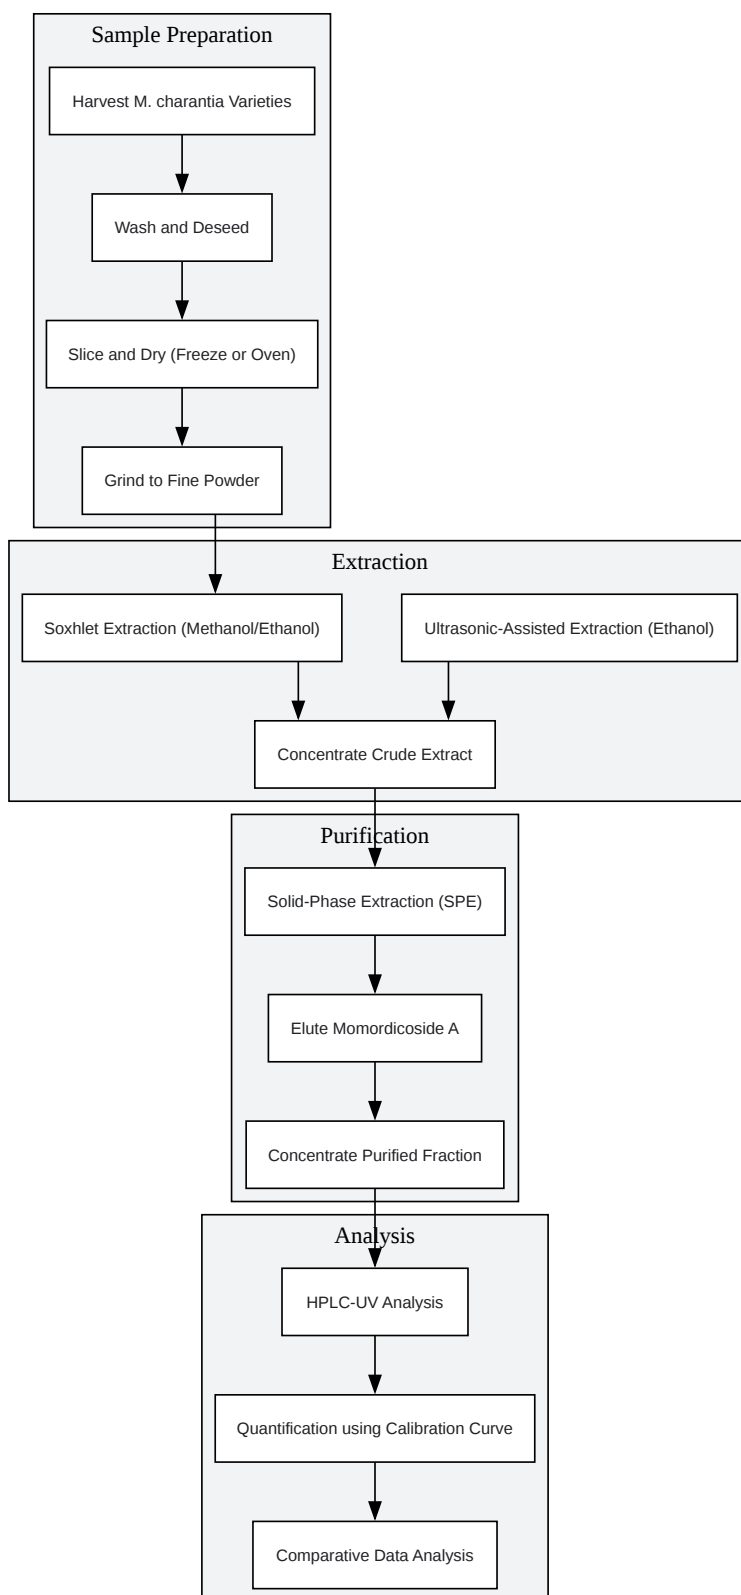 Sample Preparation
Harvest M. charantia Varieties
Wash and Deseed
Slice and Dry (Freeze or Oven)
Grind to Fine Powder
Extraction
Soxhlet Extraction (Methanol/Ethanol)
Ultrasonic-Assisted Extraction (Ethanol)
Concentrate Crude Extract
Purification
Solid-Phase Extraction (SPE)
Elute Momordicoside A
Concentrate Purified Fraction
Analysis
HPLC-UV Analysis
Quantification using Calibration Curve
Comparative Data Analysis